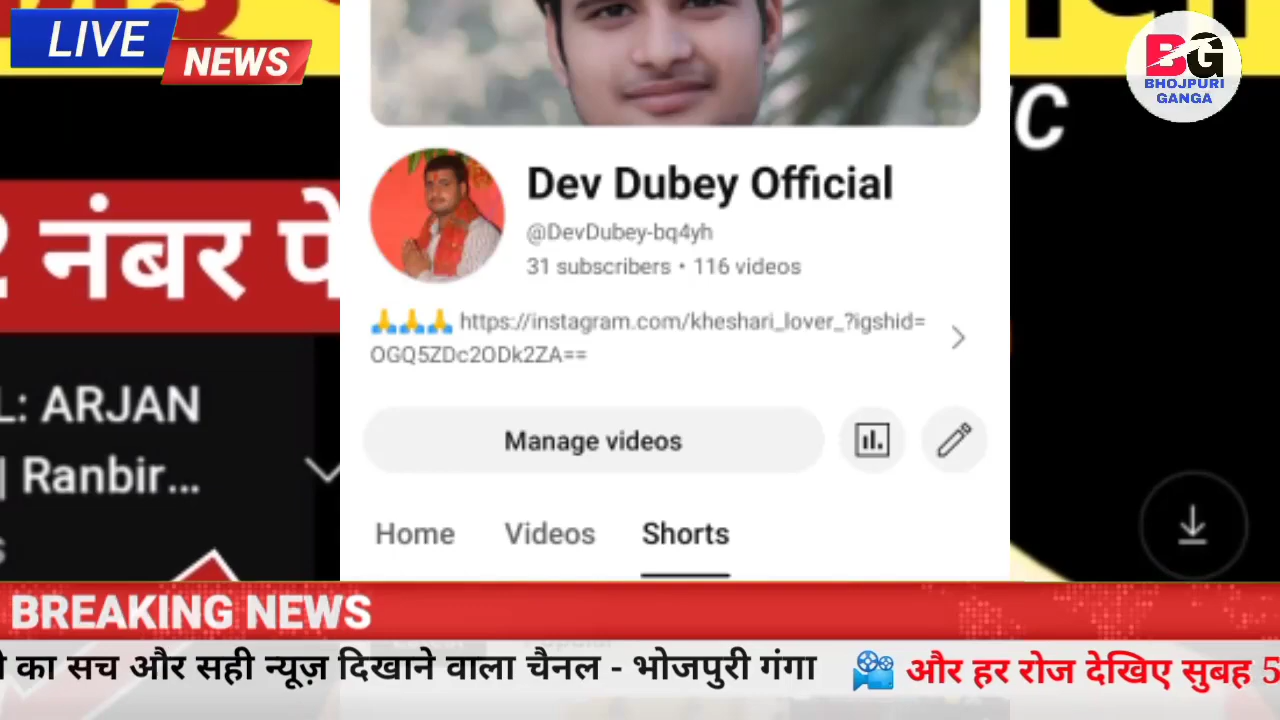 LIVE
NEWS
BG
BHOJPURI
GANGA
Dev Dubey Official
@DevDubey-bq4yh
31 subscribers • 116 videos
🙏🙏🙏 https://instagram.com/kheshari_lover_?igshid=
OGQ5ZDc2ODk2ZA==
नंबर पे
L: ARJAN
| Ranbir...
Manage videos
Home Videos Shorts
BREAKING NEWS
का सच और सही न्यूज़ दिखाने वाला चैनल - भोजपुरी गंगा 🎥 और हर रोज देखिए सुबह 5